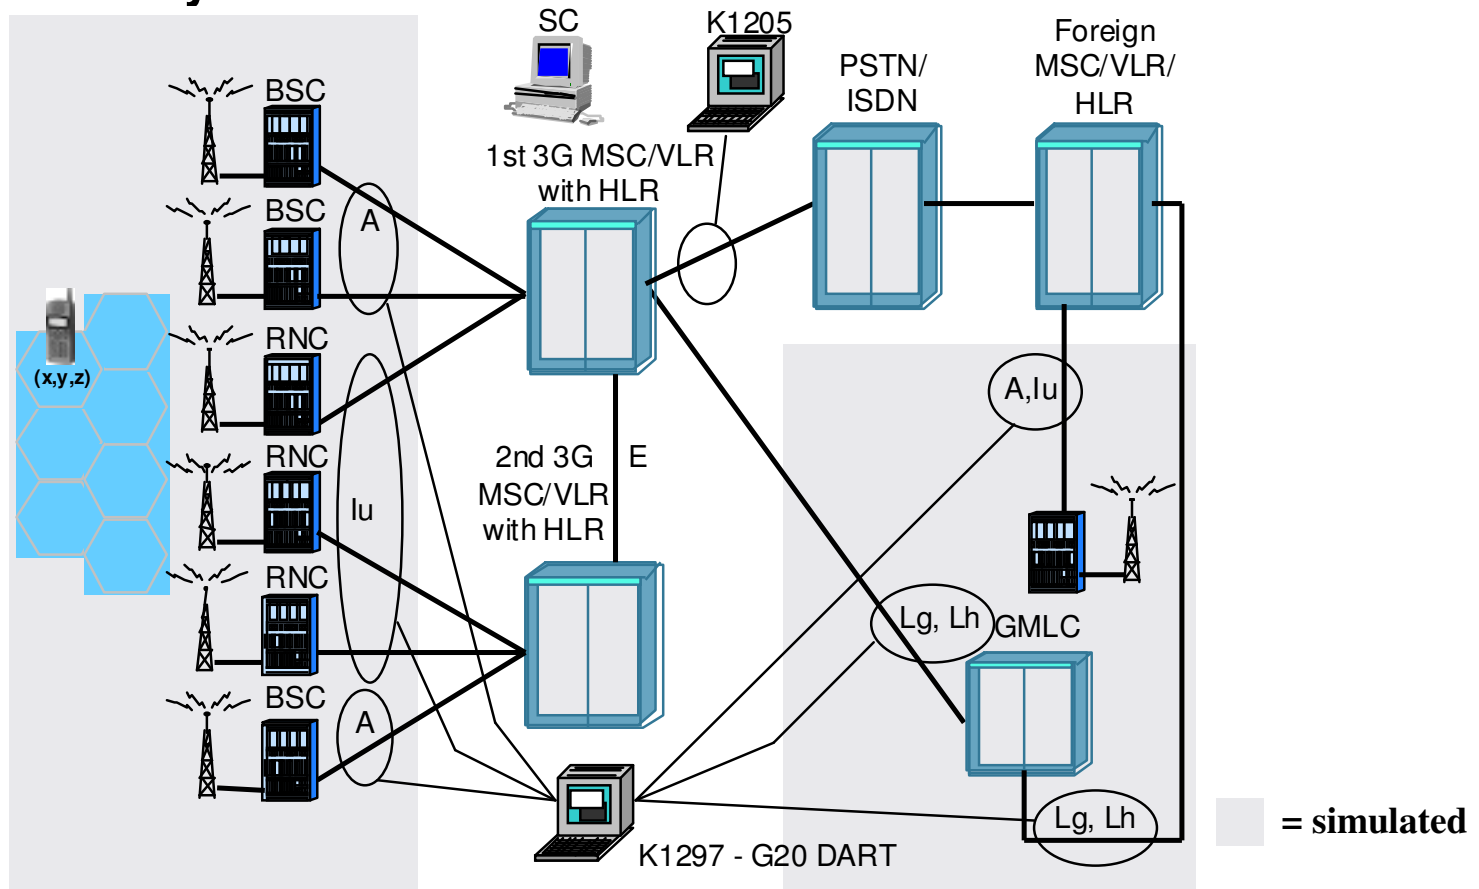 SC
K1205
Foreign
MSC/VLR/
HLR
PSTN/
ISDN
BSC
1st 3G MSC/VLR
with HLR
BSC
A
RNC
(x,y,z)
A,Iu
RNC
2nd 3G
MSC/VLR
with HLR
E
Iu
RNC
Lg, Lh
GMLC
BSC
A
Lg, Lh
= simulated
K1297 - G20 DART